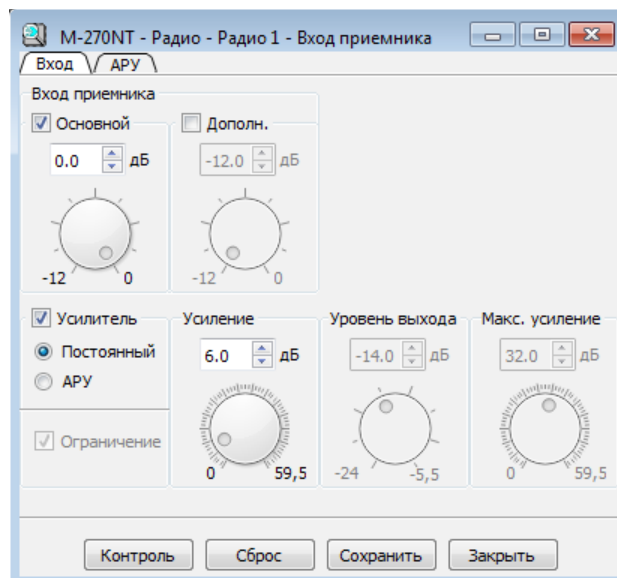 M-270NT - Радио - Радио 1 - Вход приемника
Вход АРУ
Вход приемника
Основной Дополн.
0.0 дБ -12.0 дБ
-12 0 -12 0
Усилитель Усиление Уровень выхода Макс. усиление
Постоянный 6.0 дБ -14.0 дБ 32.0 дБ
АРУ
Ограничение
0 59,5 -24 -5,5 0 59,5
Контроль Сброс Сохранить Закрыть